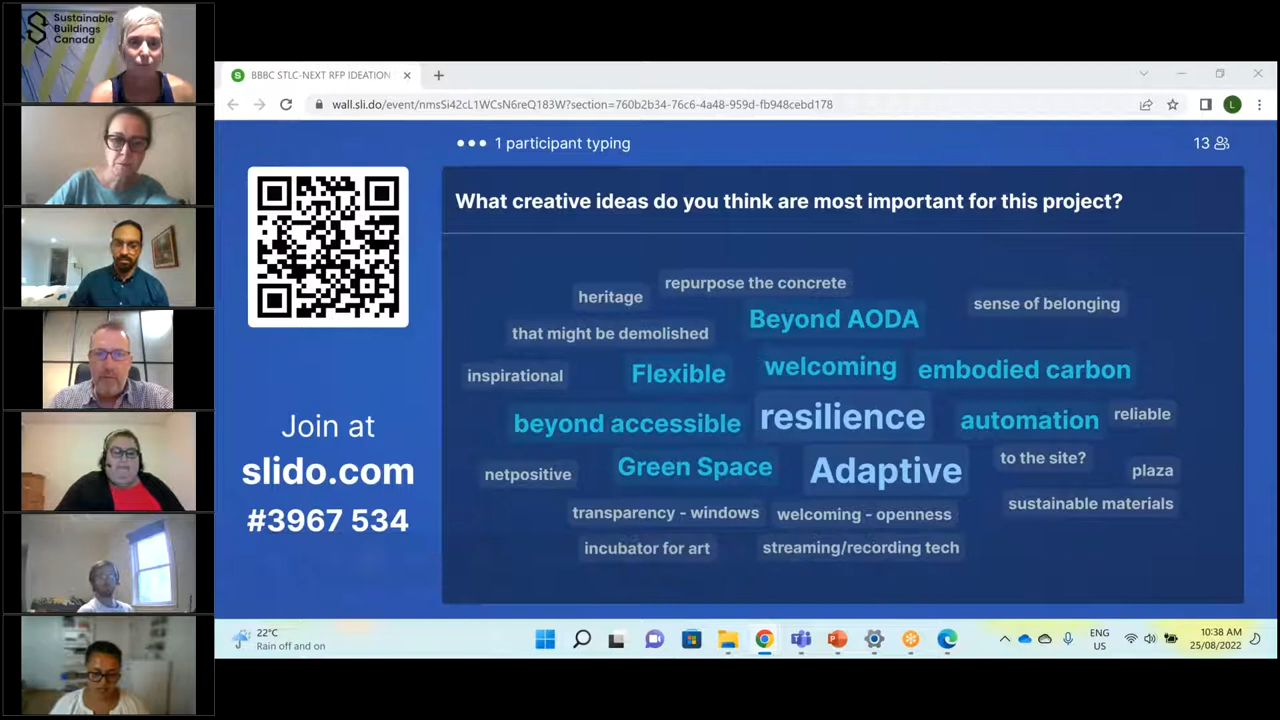 Sustainable
Buildings
Canada
BBBC STLC-NEXT RFP IDEATION
wall.sli.do/event/nmsSi42cL1WCsN6reQ183W?section=760b2b34-76c6-4a48-959d-fb948cebd178
L
1 participant typing
13
What creative ideas do you think are most important for this project?
repurpose the concrete
heritage
sense of belonging
Beyond AODA
that might be demolished
welcoming
embodied carbon
Flexible
inspirational
resilience
reliable
automation
beyond accessible
to the site?
Green Space
Adaptive
plaza
netpositive
sustainable materials
transparency - windows
welcoming - openness
incubator for art
streaming/recording tech
Join at
slido.com
#3967 534
22°C
Rain off and on
ENG
US
10:38 AM
25/08/2022